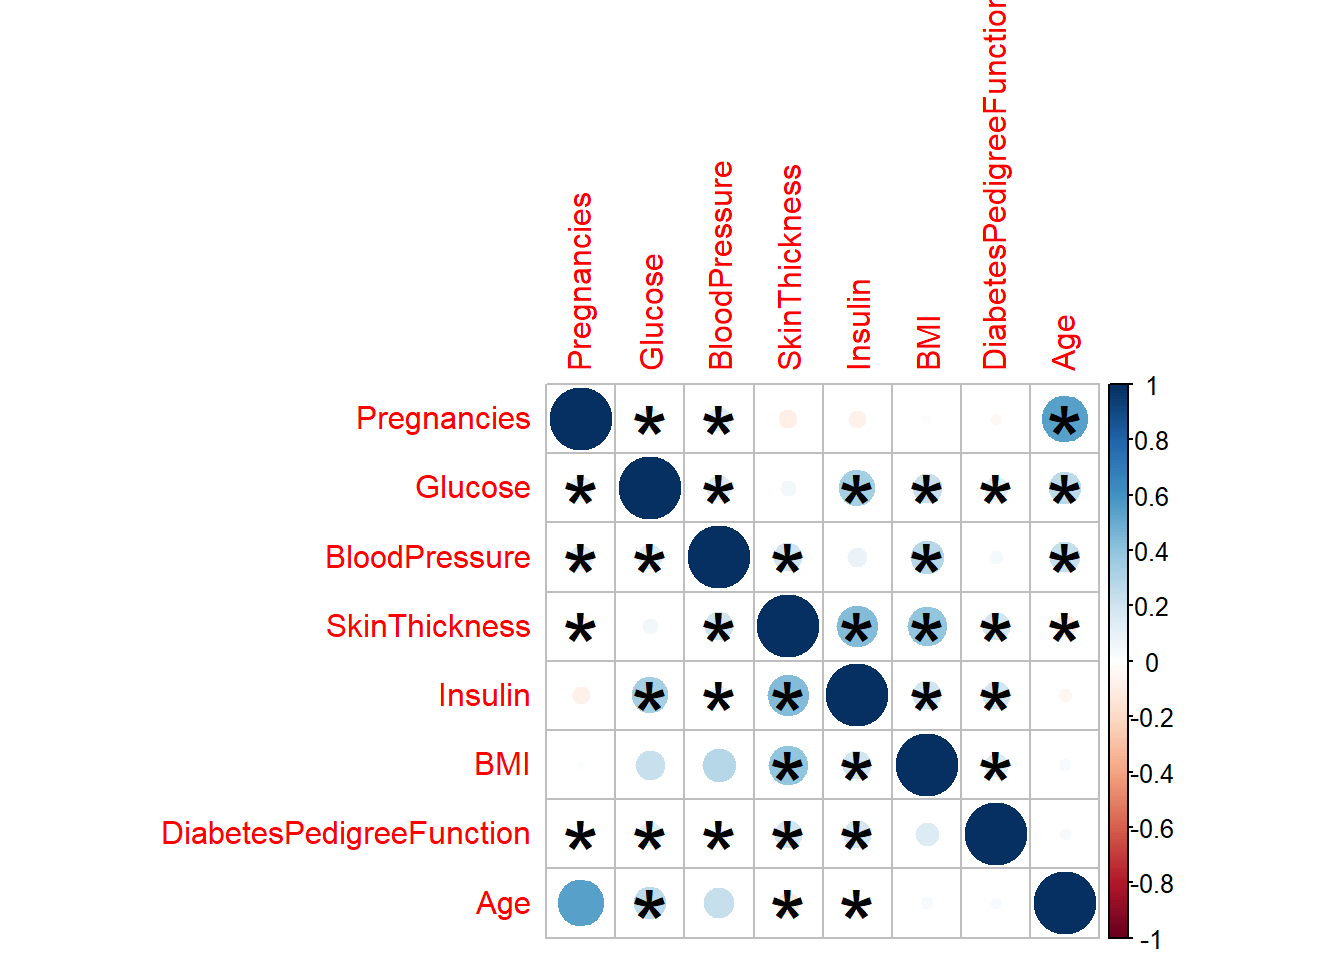 Pregnancies
Glucose
BloodPressure
SkinThickness
Insulin
BMI
DiabetesPedigreeFunction
Age
Pregnancies * * *
Glucose * * * * * *
BloodPressure * * * * *
SkinThickness * * * * * *
Insulin * * * * *
BMI * * *
DiabetesPedigreeFunction * * * * *
Age * * *
1
0.8
0.6
0.4
0.2
0
-0.2
-0.4
-0.6
-0.8
-1